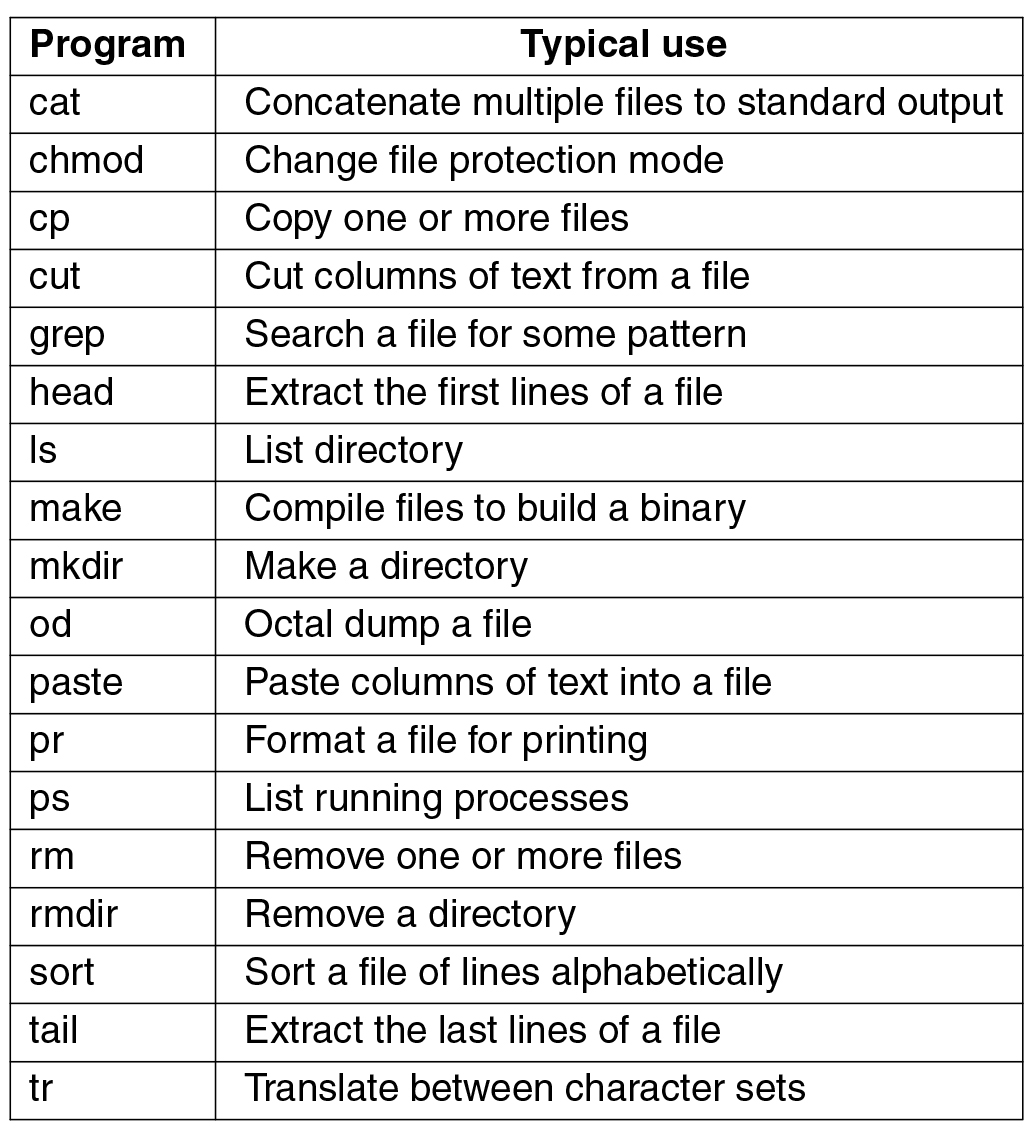 Program Typical use
cat Concatenate multiple files to standard output
chmod Change file protection mode
cp Copy one or more files
cut Cut columns of text from a file
grep Search a file for some pattern
head Extract the first lines of a file
ls List directory
make Compile files to build a binary
mkdir Make a directory
od Octal dump a file
paste Paste columns of text into a file
pr Format a file for printing
ps List running processes
rm Remove one or more files
rmdir Remove a directory
sort Sort a file of lines alphabetically
tail Extract the last lines of a file
tr Translate between character sets